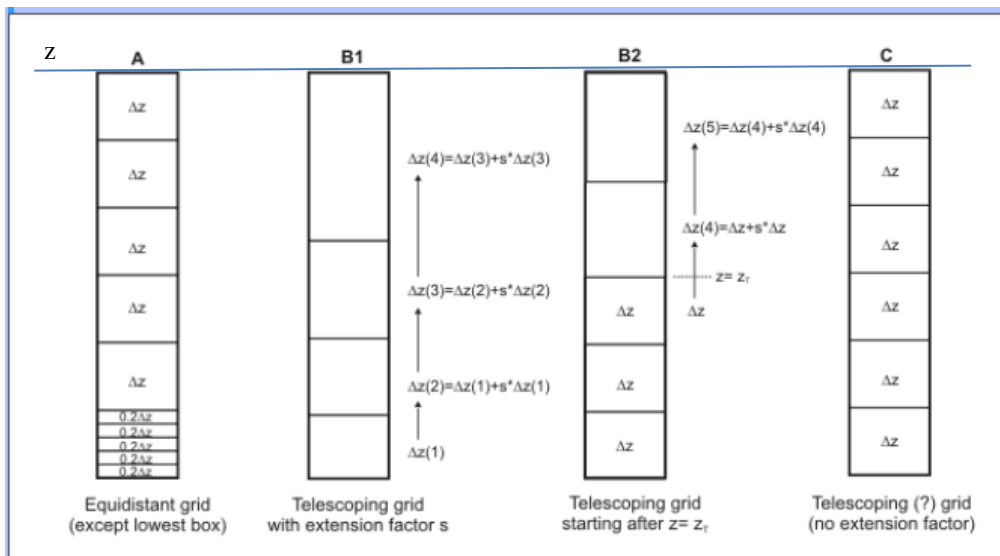 z
A
B1
B2
C
Δz
Δz
Δz
Δz
Δz
0.2Δz
0.2Δz
0.2Δz
0.2Δz
0.2Δz
Equidistant grid
(except lowest box)
Δz(4)=Δz(3)+s*Δz(3)
Δz(3)=Δz(2)+s*Δz(2)
Δz(2)=Δz(1)+s*Δz(1)
Δz(1)
Telescoping grid
with extension factor s
Δz(5)=Δz(4)+s*Δz(4)
Δz(4)=Δz+s*Δz
z= z_T
Δz
Δz
Δz
Δz
Telescoping grid
starting after z= z_T
Δz
Δz
Δz
Δz
Δz
Δz
Telescoping (?) grid
(no extension factor)